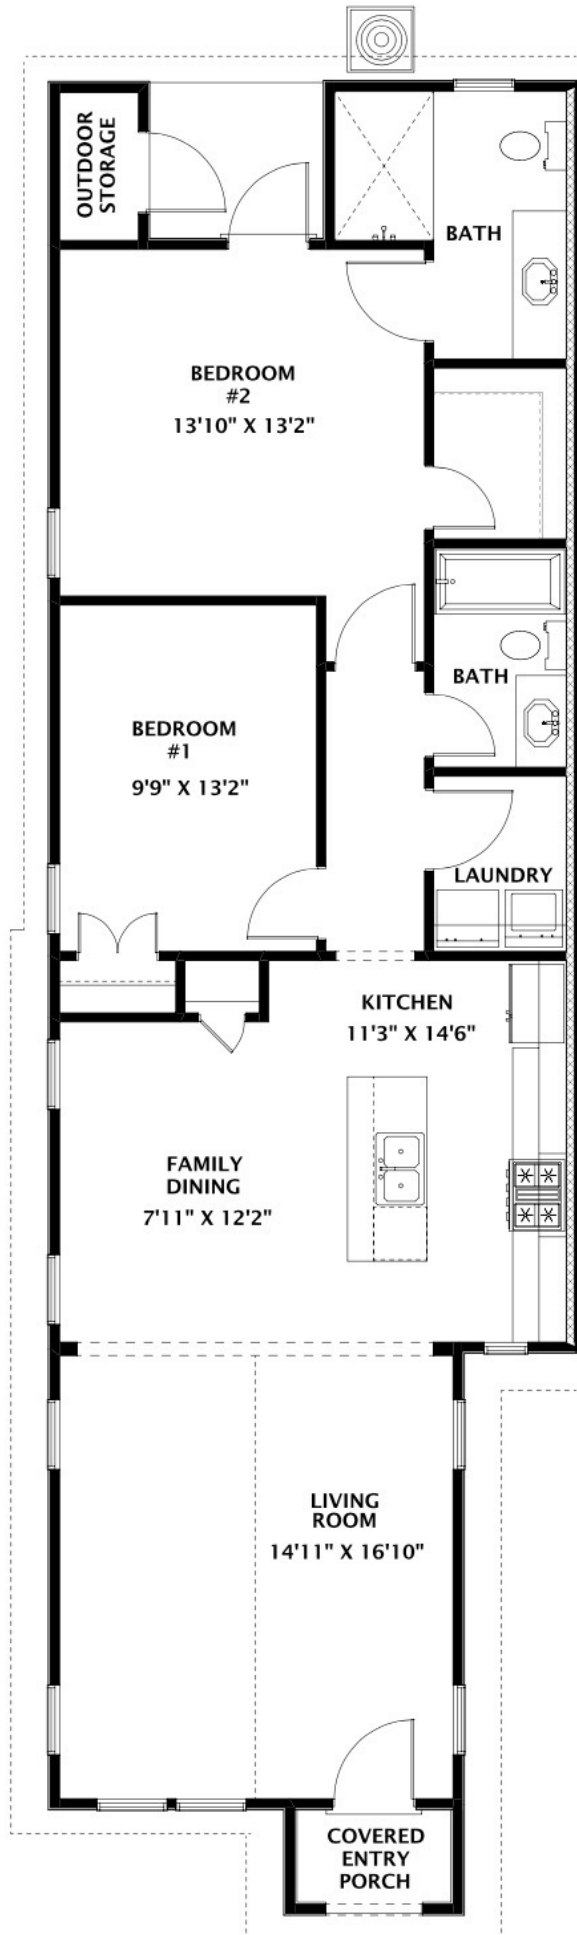 OUTDOOR
STORAGE
BATH
BEDROOM
#2
13'10" X 13'2"
BATH
BEDROOM
#1
9'9" X 13'2"
LAUNDRY
KITCHEN
11'3" X 14'6"
FAMILY
DINING
7'11" X 12'2"
LIVING
ROOM
14'11" X 16'10"
COVERED
ENTRY
PORCH